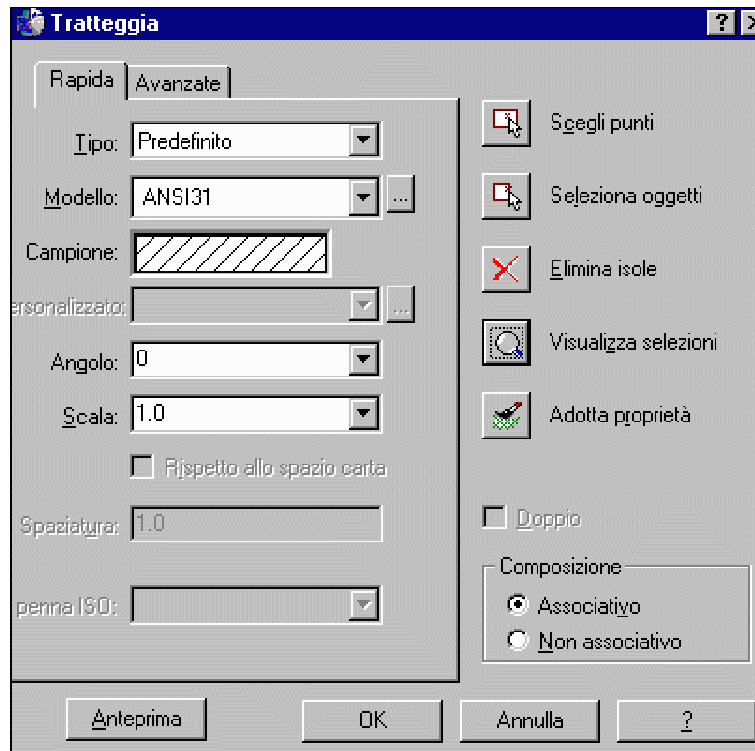 Tratteggia
Rapida
Avanzate
Tipo: Predefinito
Modello: ANSI31 ...
Campione:
ersonalizzato: ...
Angolo: 0
Scala: 1.0
Rispetto allo spazio carta
Spaziatura: 1.0
penna ISO:
Scegli punti
Seleziona oggetti
Elimina isole
Visualizza selezioni
Adotta proprietà
Doppio
Composizione
Associativo
Non associativo
Anteprima
OK
Annulla
?